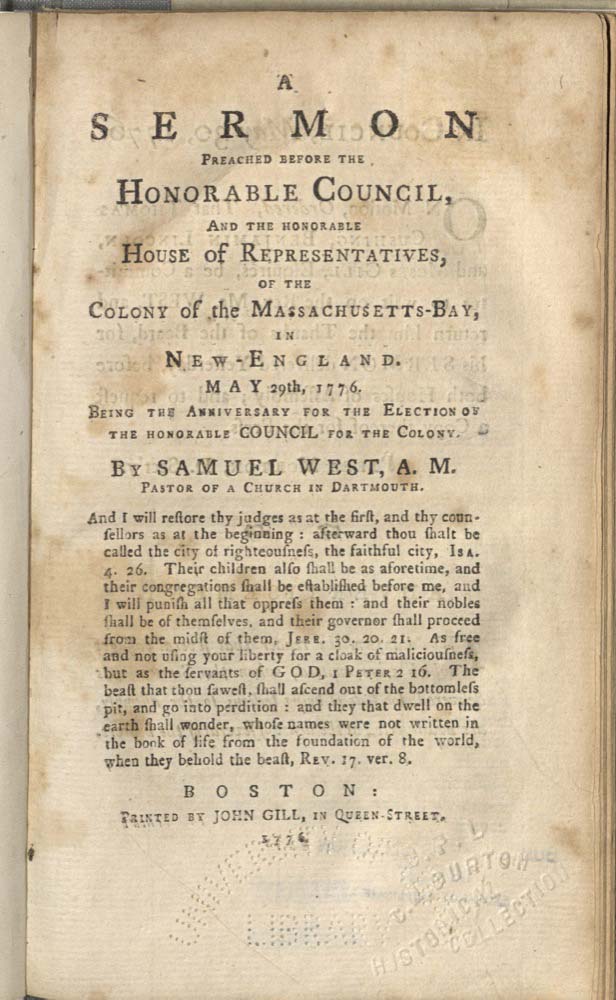 A
SERMON
PREACHED BEFORE THE
HONORABLE COUNCIL,
AND THE HONORABLE
HOUSE of REPRESENTATIVES,
OF THE
COLONY of the MASSACHUSETTS-BAY,
IN
NEW-ENGLAND.
MAY 29th, 1776.
BEING THE ANNIVERSARY FOR THE ELECTION OF
THE HONORABLE COUNCIL FOR THE COLONY.
BY SAMUEL WEST, A. M.
PASTOR OF A CHURCH IN DARTMOUTH.
And I will reſtore thy judges as at the firſt, and thy coun-
ſellors as at the beginning : afterward thou ſhalt be
called the city of righteouſneſs, the faithful city, ISA.
4. 26. Their children alſo ſhall be as aforetime, and
their congregations ſhall be eſtabliſhed before me, and
I will puniſh all that oppreſs them : and their nobles
ſhall be of themſelves, and their governor ſhall proceed
from the midſt of them, JERE. 30. 20. 21. As free
and not uſing your liberty for a cloak of maliciouſneſs,
but as the ſervants of GOD, 1 PETER 2 16. The
beaſt that thou ſaweſt, ſhall aſcend out of the bottomleſs
pit, and go into perdition : and they that dwell on the
earth ſhall wonder, whoſe names were not written in
the book of life from the foundation of the world,
when they behold the beaſt, REV. 17. ver. 8.
BOSTON:
PRINTED BY JOHN GILL, IN QUEEN-STREET.
1776.
LIBRARY
BURTON
HISTORICAL
COLLECTION